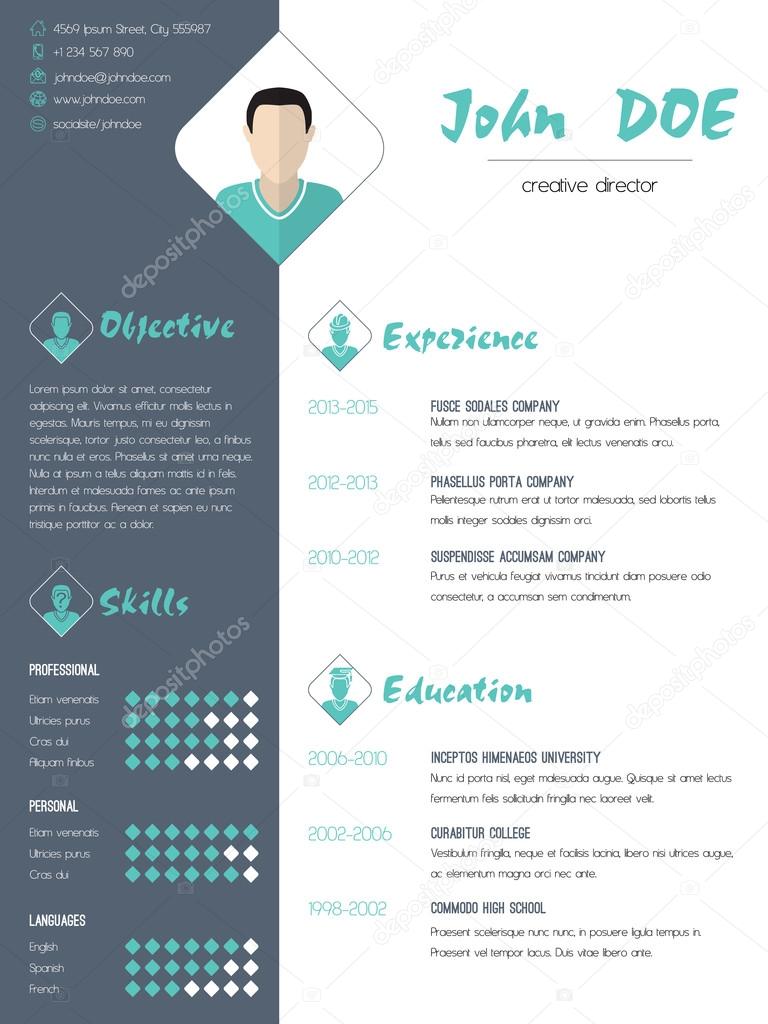 4569 Ipsum Street, City 555987
+1 234 567 890
johndoe@johndoe.com
www.johndoe.com
socialsite/johndoe
John DOE
creative director
Objective
Lorem ipsum dolor sit amet, consectetur
adipiscing elit. Vivamus efficitur mollis lectus in
egestas. Mauris tempus, mi eu dignissim
scelerisque, tortor justo consectetur leo, a finibus
nunc nulla et eros. Phasellus sit amet urna neque.
Nulla at ipsum a tellus aliquam mattis id in felis.
Interdum et malesuada fames ac ante ipsum
primis in faucibus. Aenean et sapien eu nunc
tristique porttitor ac a dolor.
Skills
PROFESSIONAL
Etiam venenatis
Ultricies purus
Cras dui
Aliquam finibus
PERSONAL
Etiam venenatis
Ultricies purus
Cras dui
LANGUAGES
English
Spanish
French
Experience
2013-2015 FUSCE SODALES COMPANY
Nullam non ulamcorper neque, ut gravida enim. Phasellus porta,
tellus sed faucibus pharetra, elit lectus venenatis arcu.
2012-2013 PHASELLUS PORTA COMPANY
Pellentesque rutrum erat ut tortor malesuada, sed lobortis tellus
mollis integer sodales dignissim orci.
2010-2012 SUSPENDISSE ACCUMSAM COMPANY
Purus et vehicula feugiat vivamus tincidunt diam posuere odio
consectetur, a accumsan sem condimentum.
Education
2006-2010 INCEPTOS HIMENAEOS UNIVERSITY
Nunc id porta nisl, eget malesuada augue. Quisque sit amet lectus
fermentum felis sollicitudin fringilla nec eget leo. Vivamus eget velit.
2002-2006 CURABITUR COLLEGE
Vestibulum fringilla, neque et facilisis lacinia, libero nisi ultrices augue,
ac elementum magna orci nec ante.
1998-2002 COMMODO HIGH SCHOOL
Praesent scelerisque nunc nunc, in posuere ligula tempus in.
Praesent vel tempor lacus. Duis vitae libero ante.
depositphotos
depositphotos
depositphotos
depositphotos
depositphotos
depositphotos
depositphotos